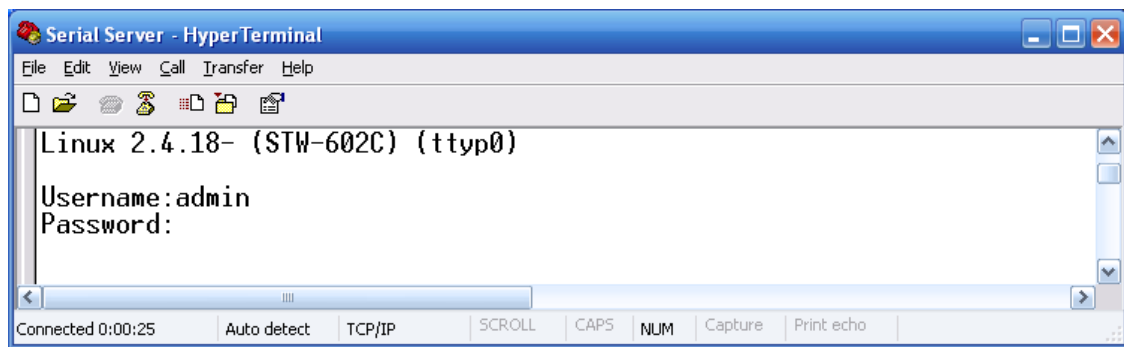 Serial Server - HyperTerminal
File Edit View Call Transfer Help
Linux 2.4.18- (STW-602C) (ttyp0)
Username:admin
Password:
Connected 0:00:25 Auto detect TCP/IP SCROLL CAPS NUM Capture Print echo